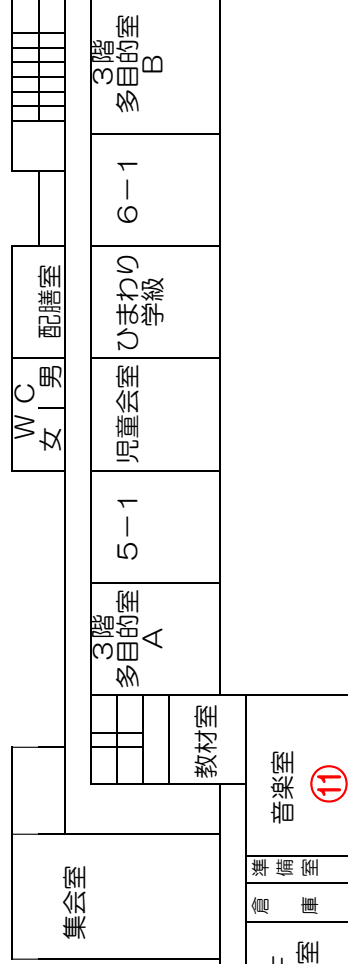 3階
多目的室
B
6－1
ひまわり
学級
配膳室
WC
女
男
児童会室
5－1
3階
多目的室
A
教材室
音楽室
⑪
準備室
倉庫
集会室
室